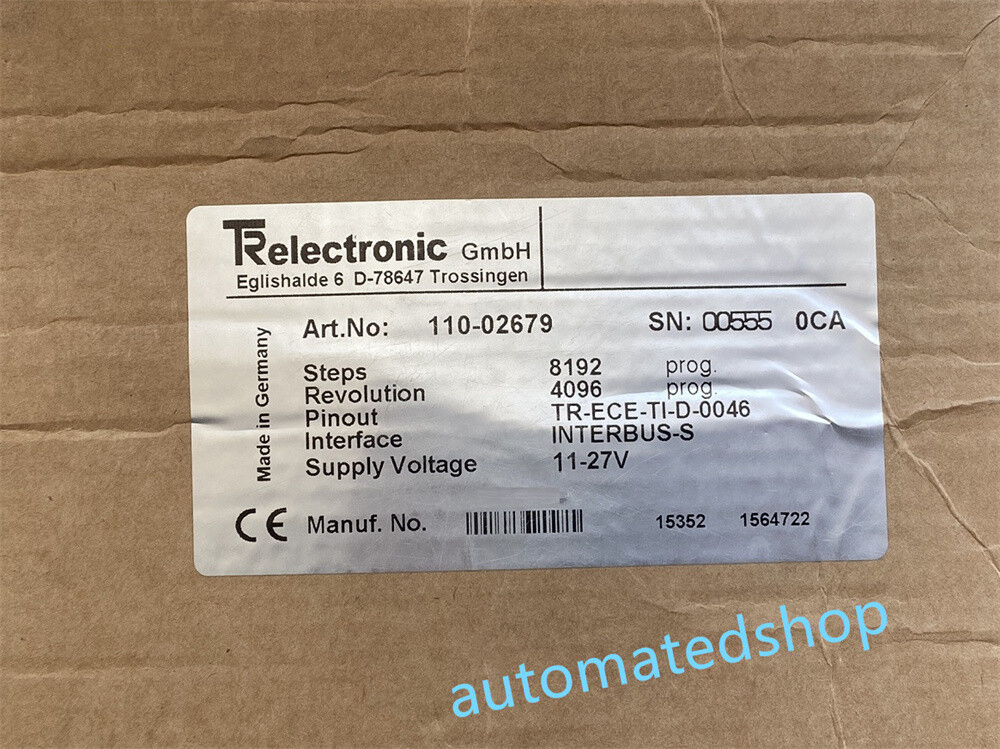 TRelectronic GmbH
Eglishalde 6 D-78647 Trossingen
Made in Germany
Art.No: 110-02679 SN: 00555 0CA
Steps 8192 prog.
Revolution 4096 prog.
Pinout TR-ECE-TI-D-0046
Interface INTERBUS-S
Supply Voltage 11-27V
CE Manuf. No. 15352 1564722
automatedshop